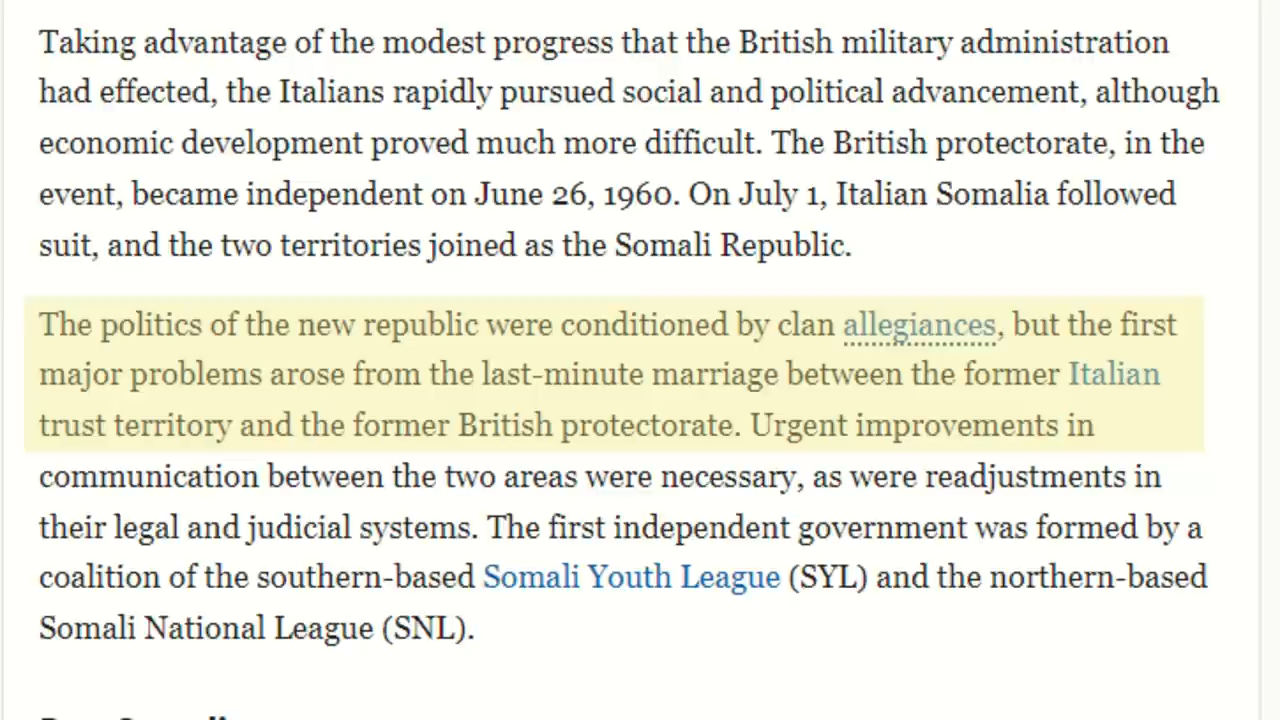 Taking advantage of the modest progress that the British military administration
had effected, the Italians rapidly pursued social and political advancement, although
economic development proved much more difficult. The British protectorate, in the
event, became independent on June 26, 1960. On July 1, Italian Somalia followed
suit, and the two territories joined as the Somali Republic.
The politics of the new republic were conditioned by clan allegiances, but the first
major problems arose from the last-minute marriage between the former Italian
trust territory and the former British protectorate. Urgent improvements in
communication between the two areas were necessary, as were readjustments in
their legal and judicial systems. The first independent government was formed by a
coalition of the southern-based Somali Youth League (SYL) and the northern-based
Somali National League (SNL).